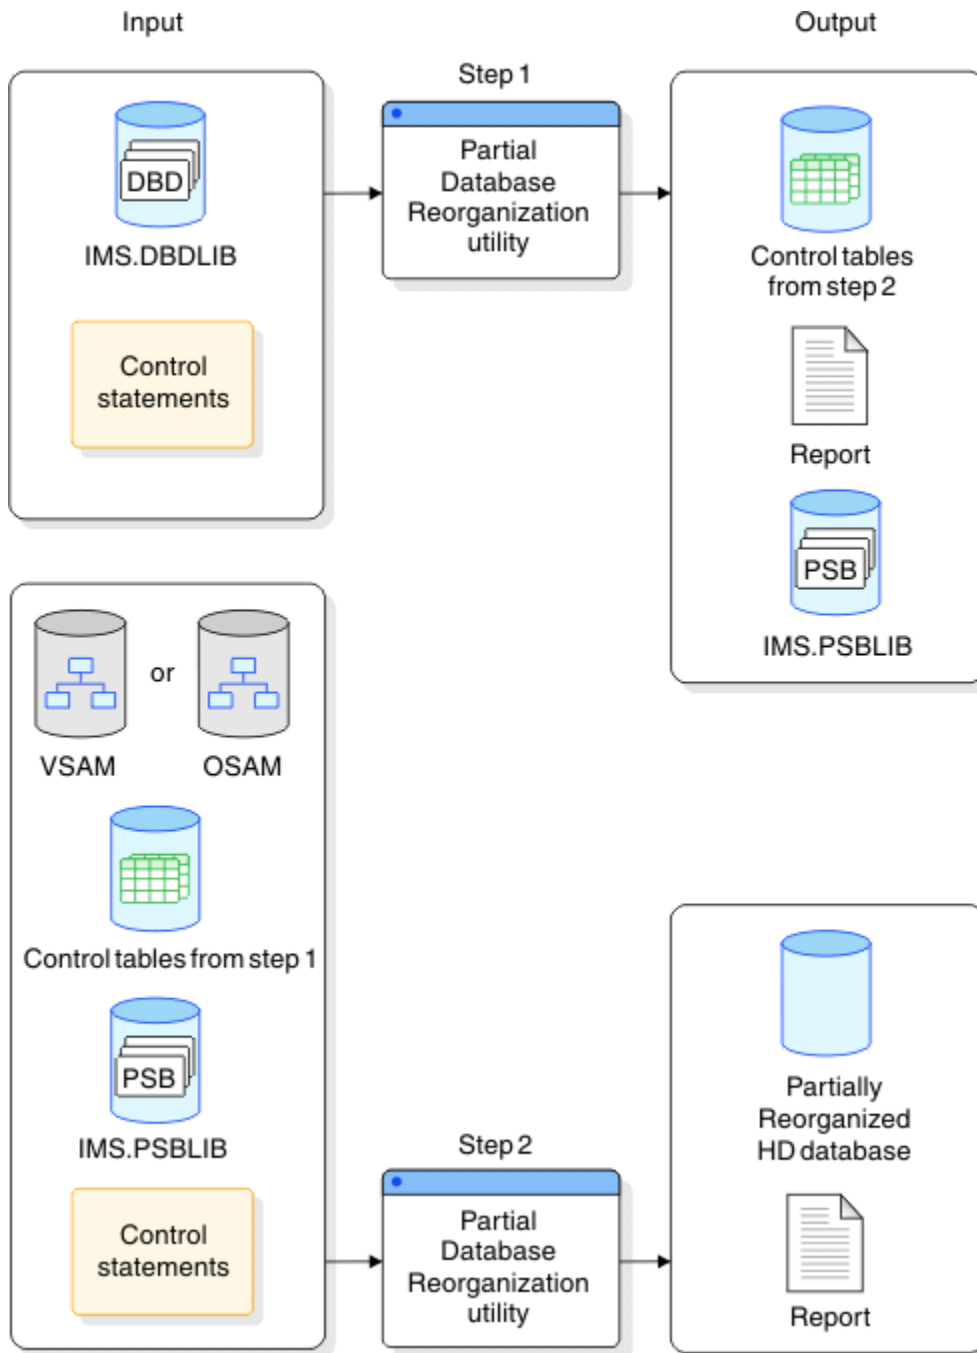 Input
Output
Step 1
DBD
IMS.DBDLIB
Control
statements
Partial
Database
Reorganization
utility
Control tables
from step 2
Report
PSB
IMS.PSBLIB
or
VSAM
OSAM
Control tables from step 1
PSB
IMS.PSBLIB
Control
statements
Step 2
Partial
Database
Reorganization
utility
Partially
Reorganized
HD database
Report